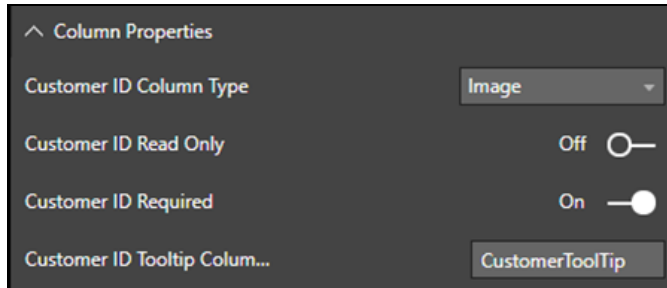 Column Properties
Customer ID Column Type Image
Customer ID Read Only Off
Customer ID Required On
Customer ID Tooltip Colum... CustomerToolTip